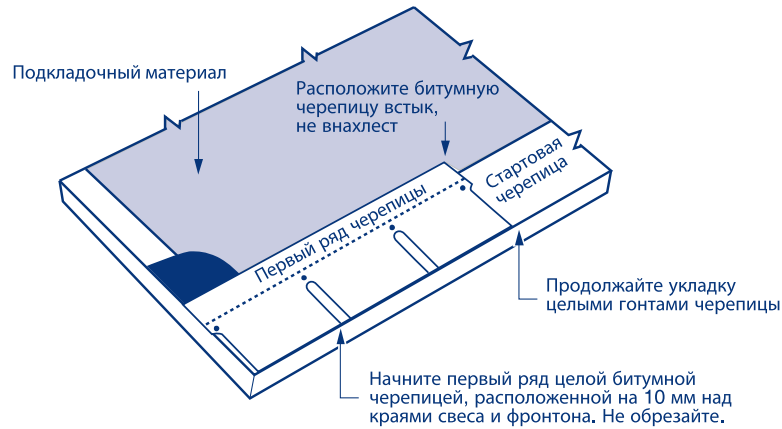 Подкладочный материал
Расположите битумную
черепицу встык,
не внахлест
Стартовая
черепица
Первый ряд черепицы
Продолжайте укладку
целыми гонтами черепицы
Начните первый ряд целой битумной
черепицей, расположенной на 10 мм над
краями свеса и фронтона. Не обрезайте.